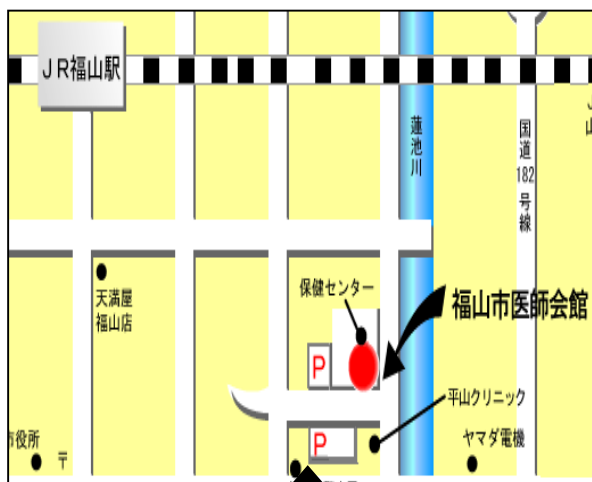 JR福山駅
蓮池川
国道182号線
天満屋
福山店
保健センター
福山市医師会館
P
平山クリニック
P
市役所
〒
ヤマダ電機